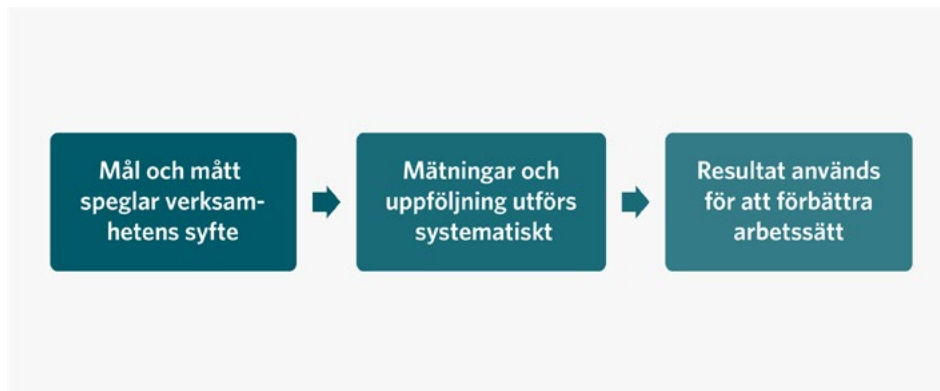 Mål och mått
speglar verksam-
hetens syfte
Mätningar och
uppföljning utförs
systematiskt
Resultat används
för att förbättra
arbetssätt